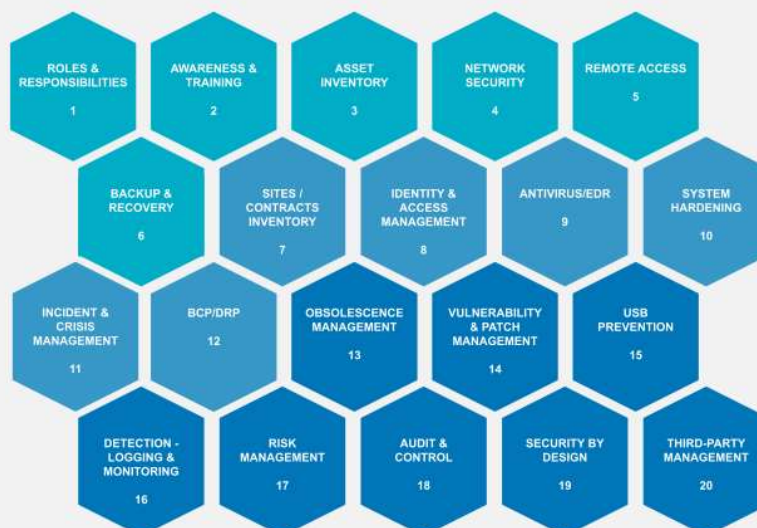 ROLES &
RESPONSIBILITIES
1
AWARENESS &
TRAINING
2
ASSET
INVENTORY
3
NETWORK
SECURITY
4
REMOTE ACCESS
5
BACKUP &
RECOVERY
6
SITES /
CONTRACTS
INVENTORY
7
IDENTITY &
ACCESS
MANAGEMENT
8
ANTIVIRUS/EDR
9
SYSTEM
HARDENING
10
INCIDENT &
CRISIS
MANAGEMENT
11
BCP/DRP
12
OBSOLESCENCE
MANAGEMENT
13
VULNERABILITY
& PATCH
MANAGEMENT
14
USB
PREVENTION
15
DETECTION -
LOGGING &
MONITORING
16
RISK
MANAGEMENT
17
AUDIT &
CONTROL
18
SECURITY BY
DESIGN
19
THIRD-PARTY
MANAGEMENT
20